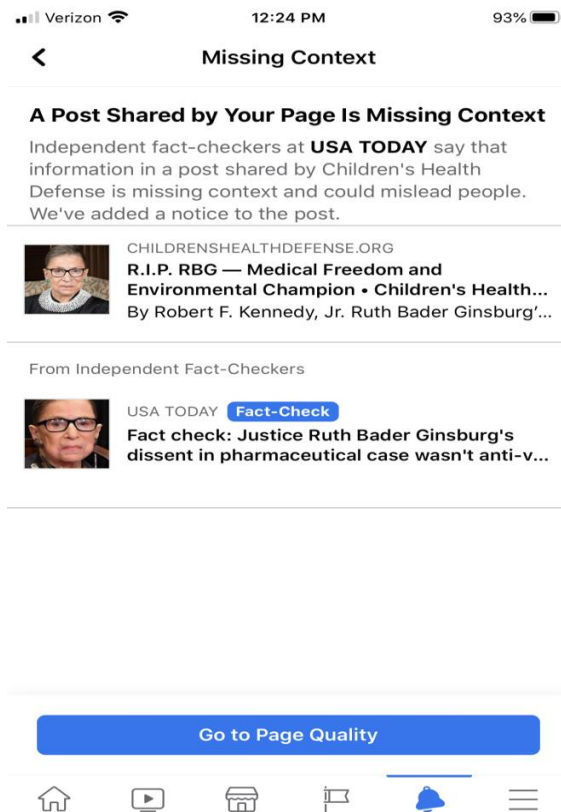 Verizon 12:24 PM 93%
Missing Context
A Post Shared by Your Page Is Missing Context
Independent fact-checkers at USA TODAY say that
information in a post shared by Children's Health
Defense is missing context and could mislead people.
We've added a notice to the post.
CHILDRENSHEALTHDEFENSE.ORG
R.I.P. RBG — Medical Freedom and
Environmental Champion • Children's Health...
By Robert F. Kennedy, Jr. Ruth Bader Ginsburg'...
From Independent Fact-Checkers
USA TODAY Fact-Check
Fact check: Justice Ruth Bader Ginsburg's
dissent in pharmaceutical case wasn't anti-v...
Go to Page Quality